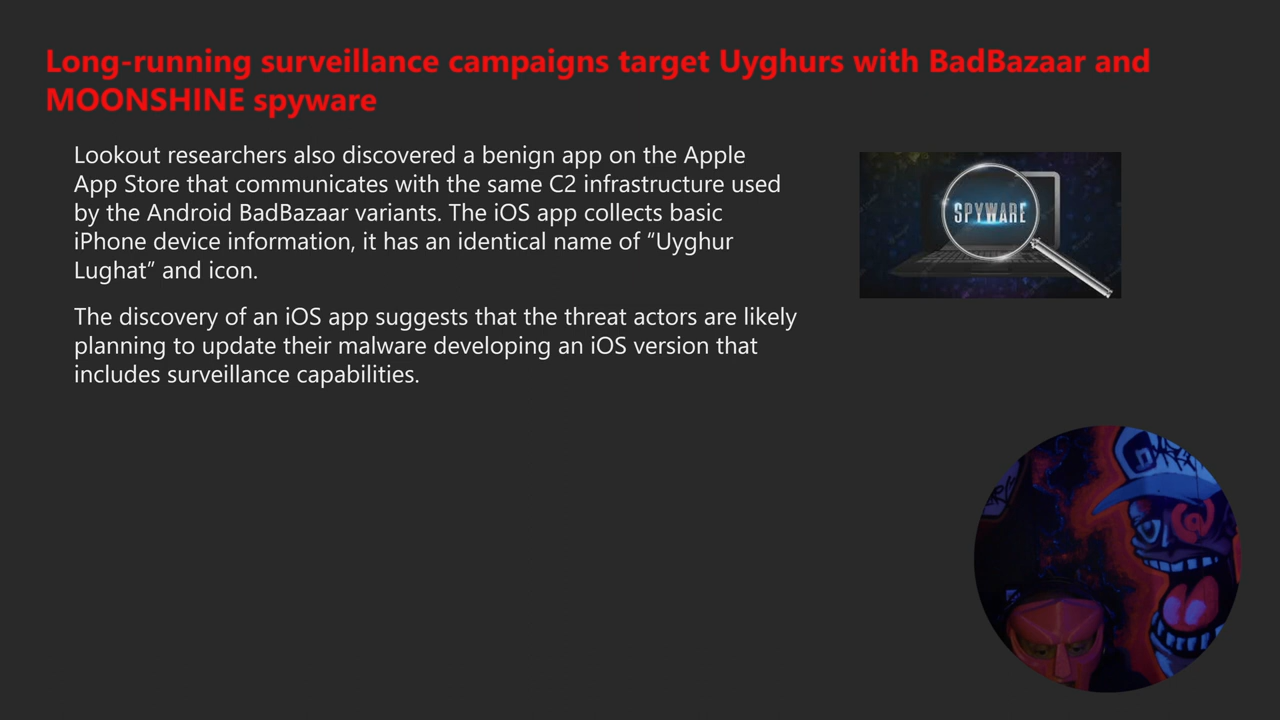 Long-running surveillance campaigns target Uyghurs with BadBazaar and
MOONSHINE spyware
Lookout researchers also discovered a benign app on the Apple
App Store that communicates with the same C2 infrastructure used
by the Android BadBazaar variants. The iOS app collects basic
iPhone device information, it has an identical name of “Uyghur
Lughat” and icon.
The discovery of an iOS app suggests that the threat actors are likely
planning to update their malware developing an iOS version that
includes surveillance capabilities.
SPYWARE